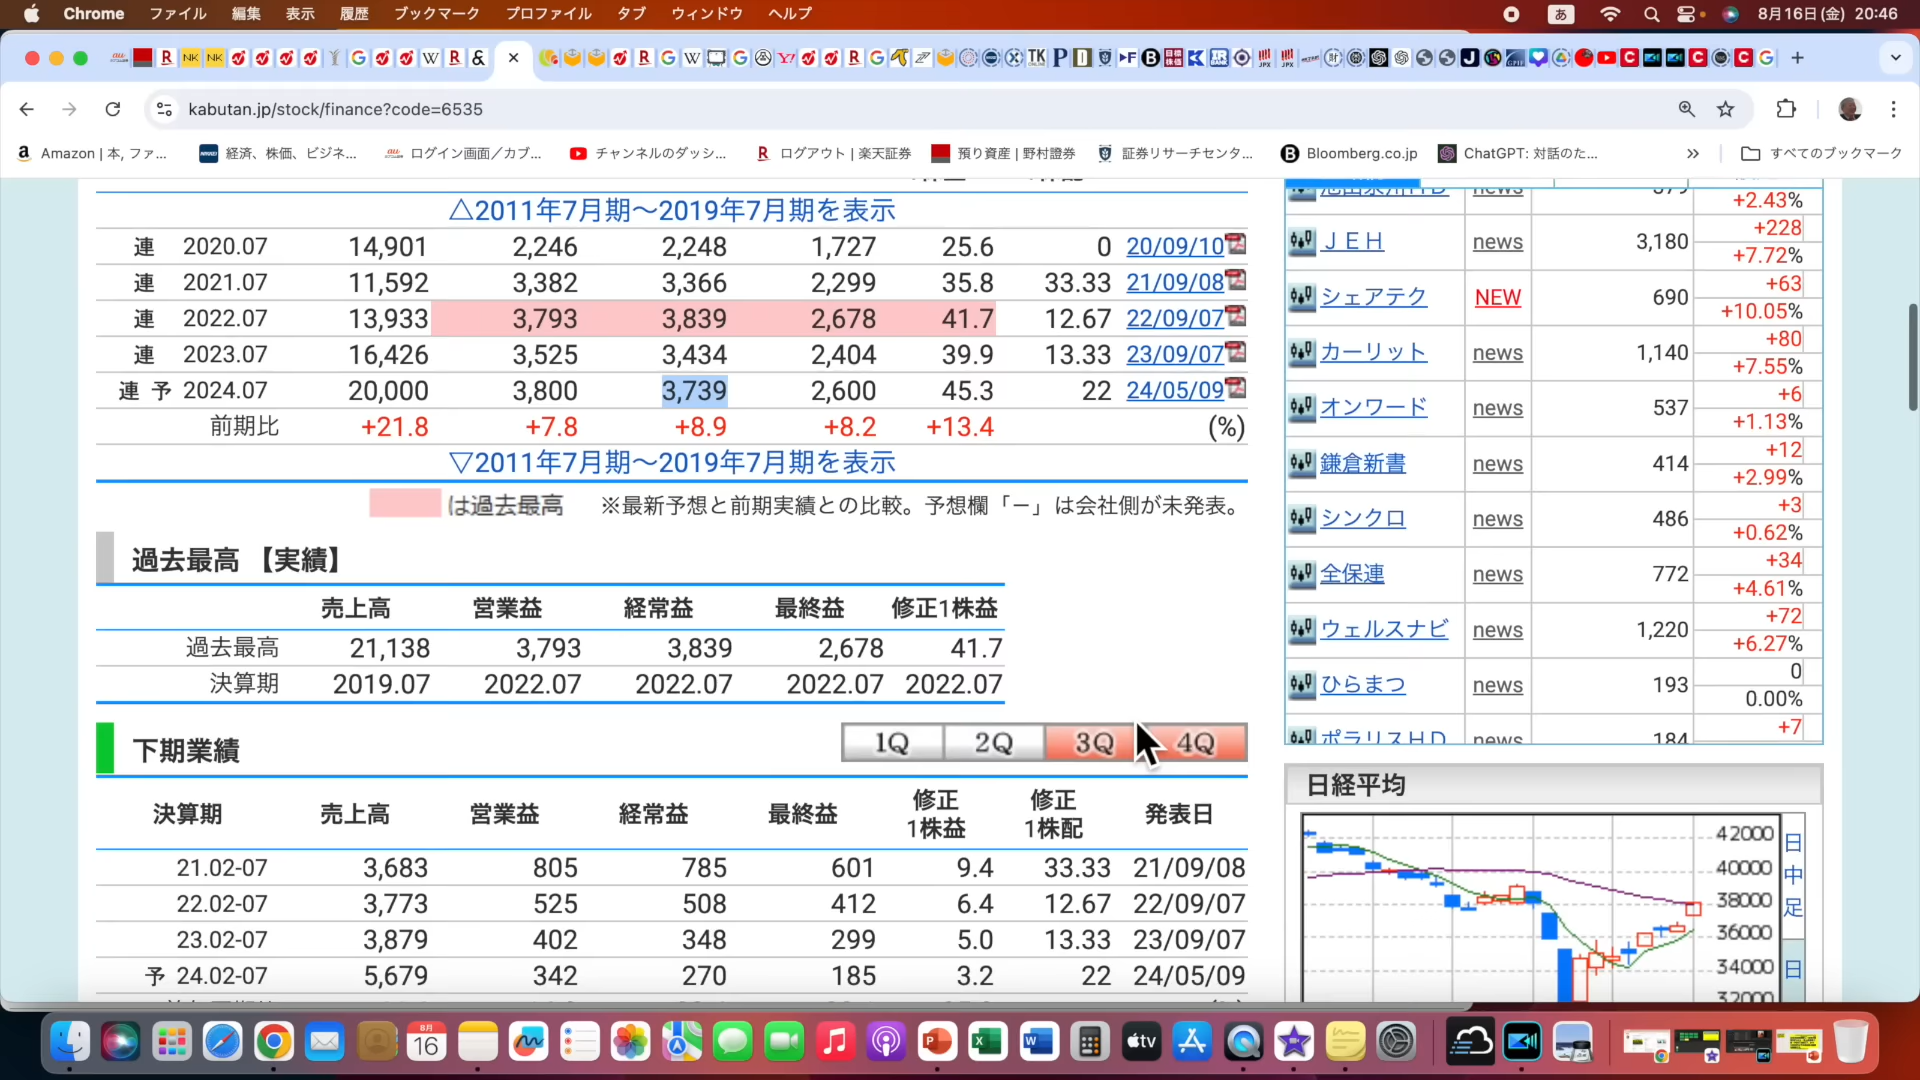 Chrome ファイル 編集 表示 履歴 ブックマーク プロファイル タブ ウィンドウ ヘルプ あ 8月16日(金) 20:46
kabutan.jp/stock/finance?code=6535
Amazon | 本, ファ... 経済、株価、ビジネ... ログイン画面／カブ... チャンネルのダッシ... ログアウト | 楽天証券 預り資産 | 野村證券 証券リサーチセンタ... Bloomberg.co.jp ChatGPT: 対話のた... » すべてのブックマーク
△2011年7月期〜2019年7月期を表示
連 2020.07 14,901 2,246 2,248 1,727 25.6 0 20/09/10
連 2021.07 11,592 3,382 3,366 2,299 35.8 33.33 21/09/08
連 2022.07 13,933 3,793 3,839 2,678 41.7 12.67 22/09/07
連 2023.07 16,426 3,525 3,434 2,404 39.9 13.33 23/09/07
連 予 2024.07 20,000 3,800 3,739 2,600 45.3 22 24/05/09
前期比 +21.8 +7.8 +8.9 +8.2 +13.4 (%)
▽2011年7月期〜2019年7月期を表示
は過去最高 ※最新予想と前期実績との比較。予想欄「－」は会社側が未発表。
過去最高 【実績】
売上高 営業益 経常益 最終益 修正1株益
過去最高 21,138 3,793 3,839 2,678 41.7
決算期 2019.07 2022.07 2022.07 2022.07 2022.07
下期業績
1Q 2Q 3Q 4Q
決算期 売上高 営業益 経常益 最終益 修正1株益 修正1株配 発表日
21.02-07 3,683 805 785 601 9.4 33.33 21/09/08
22.02-07 3,773 525 508 412 6.4 12.67 22/09/07
23.02-07 3,879 402 348 299 5.0 13.33 23/09/07
予 24.02-07 5,679 342 270 185 3.2 22 24/05/09
池田泉州HD news 379 +2.43%
ＪＥＨ news 3,180 +228 +7.72%
シェアテク NEW 690 +63 +10.05%
カーリット news 1,140 +80 +7.55%
オンワード news 537 +6 +1.13%
鎌倉新書 news 414 +12 +2.99%
シンクロ news 486 +3 +0.62%
全保連 news 772 +34 +4.61%
ウェルスナビ news 1,220 +72 +6.27%
ひらまつ news 193 0 0.00%
ポラリスＨＤ news 184 +7
日経平均
42000
40000
38000
36000
34000
32000
日中足
日
8月
16
tv